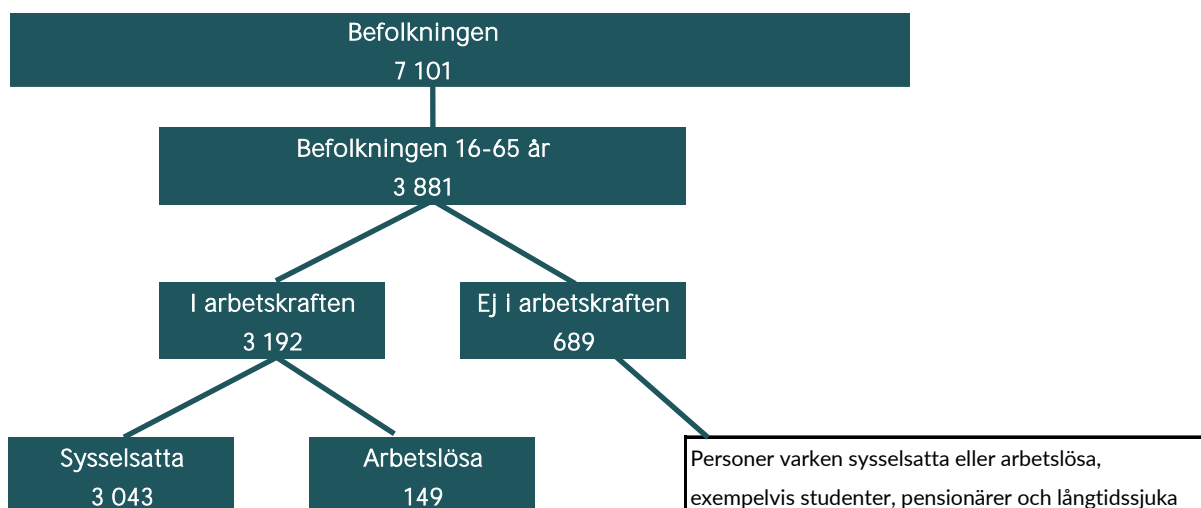 Befolkningen
7 101
Befolkningen 16-65 år
3 881
I arbetskraften
3 192
Ej i arbetskraften
689
Sysselsatta
3 043
Arbetslösa
149
Personer varken sysselsatta eller arbetslösa,
exempelvis studenter, pensionärer och långtidssjuka